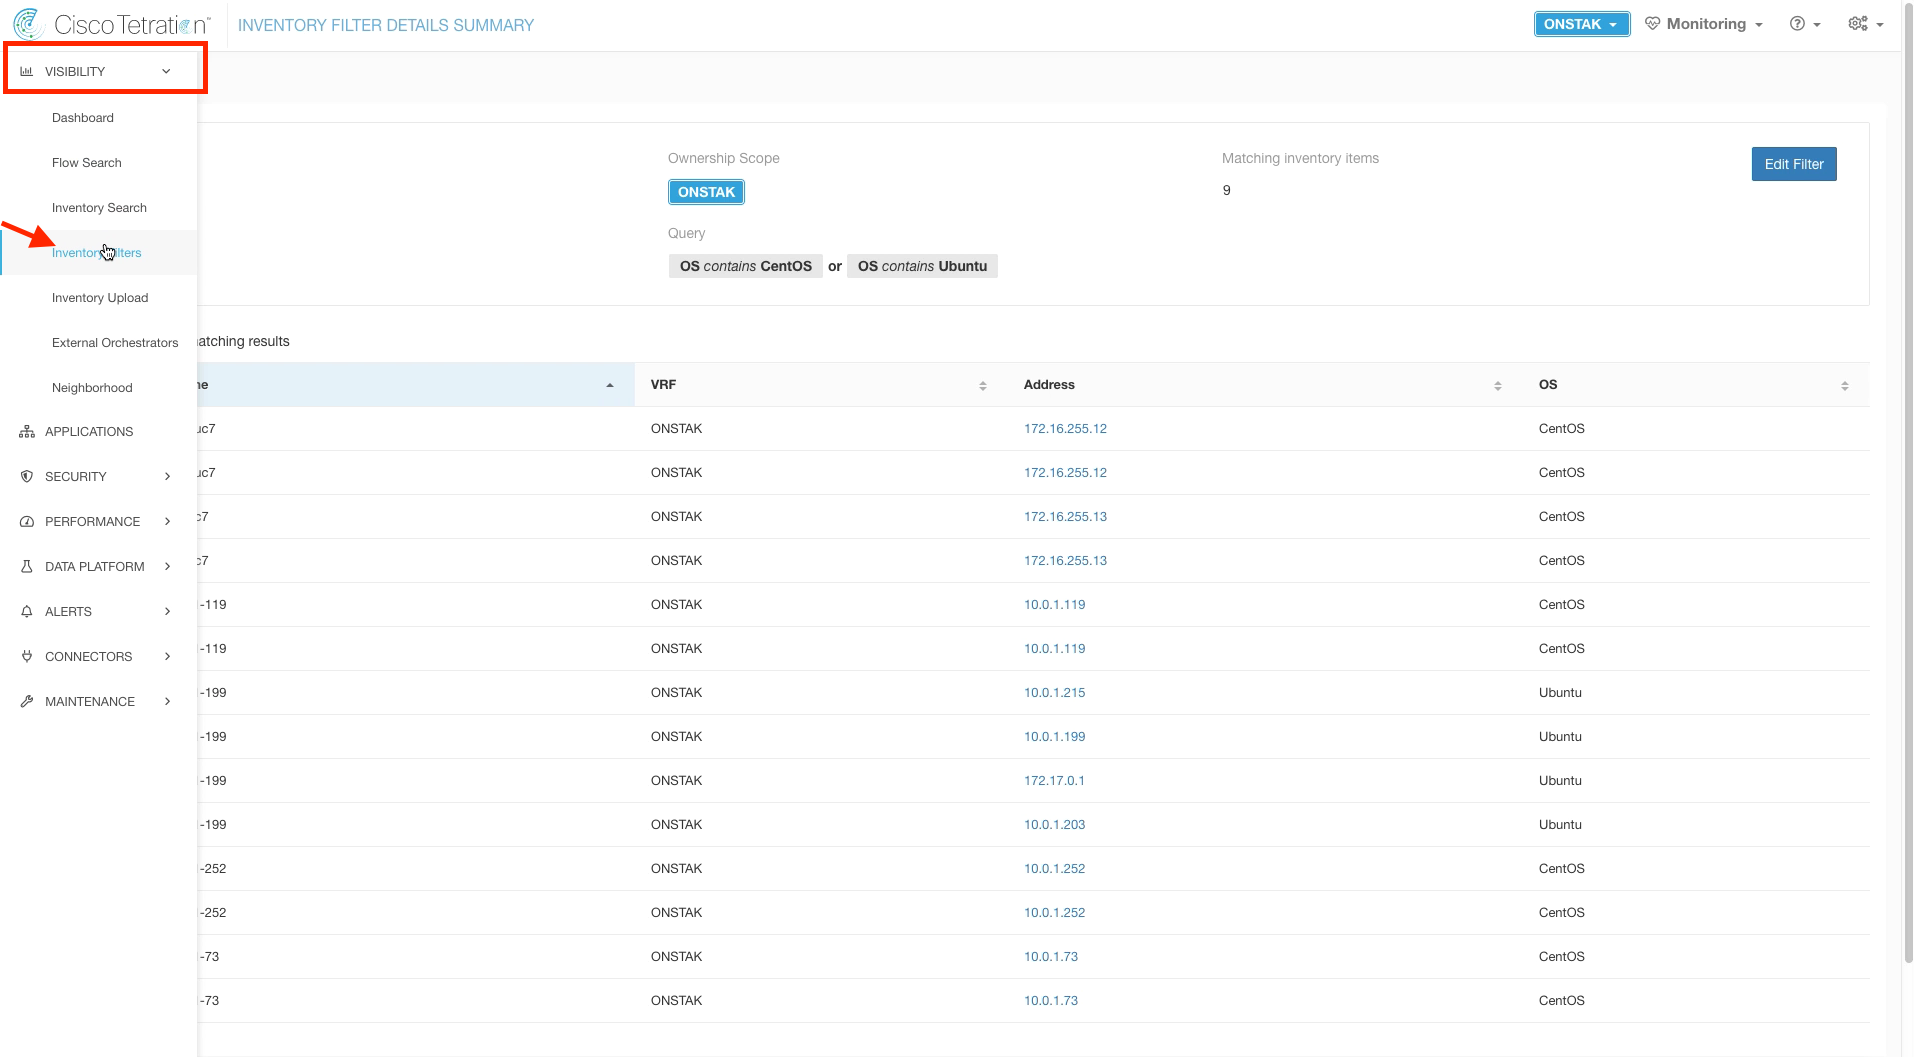 Cisco Tetration™ INVENTORY FILTER DETAILS SUMMARY ONSTAK Monitoring
VISIBILITY
Dashboard
Flow Search
Inventory Search
Inventory Filters
Inventory Upload
External Orchestrators
Neighborhood
APPLICATIONS
SECURITY
PERFORMANCE
DATA PLATFORM
ALERTS
CONNECTORS
MAINTENANCE
Ownership Scope
ONSTAK
Matching inventory items
9
Edit Filter
Query
OS contains CentOS or OS contains Ubuntu
atching results
ne VRF Address OS
uc7 ONSTAK 172.16.255.12 CentOS
uc7 ONSTAK 172.16.255.12 CentOS
c7 ONSTAK 172.16.255.13 CentOS
c7 ONSTAK 172.16.255.13 CentOS
-119 ONSTAK 10.0.1.119 CentOS
-119 ONSTAK 10.0.1.119 CentOS
-199 ONSTAK 10.0.1.215 Ubuntu
-199 ONSTAK 10.0.1.199 Ubuntu
-199 ONSTAK 172.17.0.1 Ubuntu
-199 ONSTAK 10.0.1.203 Ubuntu
-252 ONSTAK 10.0.1.252 CentOS
-252 ONSTAK 10.0.1.252 CentOS
-73 ONSTAK 10.0.1.73 CentOS
-73 ONSTAK 10.0.1.73 CentOS